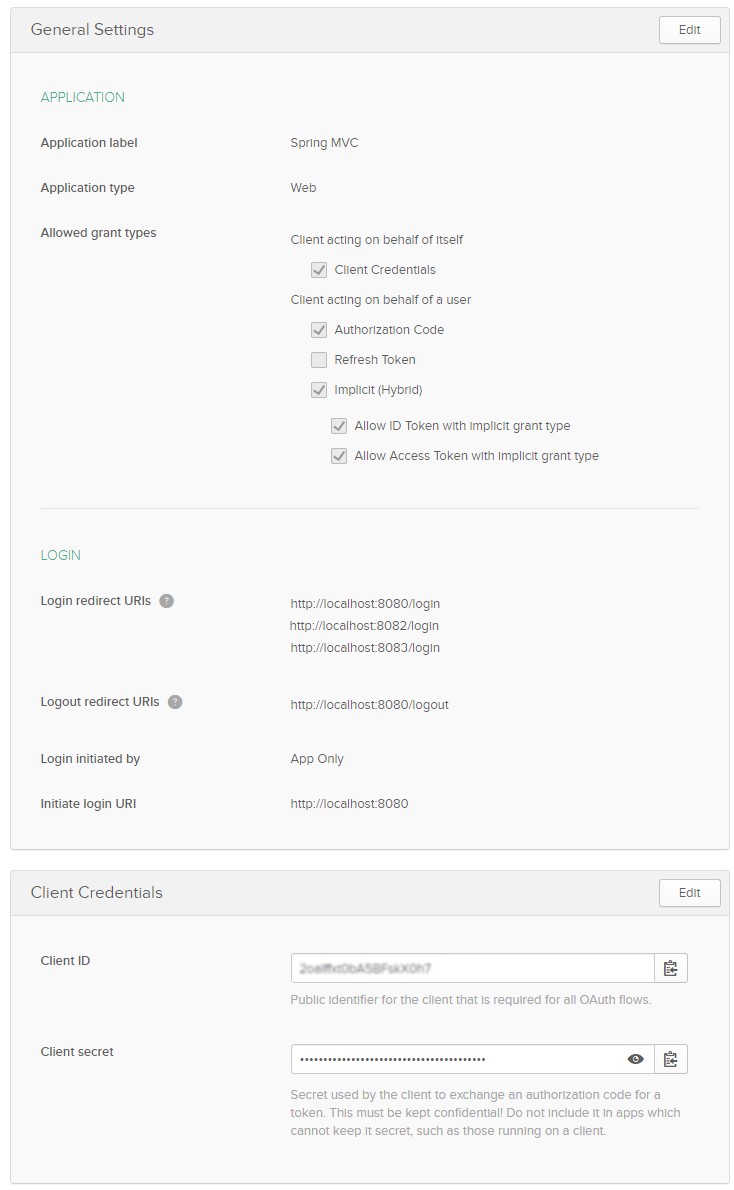 General Settings
Edit
APPLICATION
Application label
Spring MVC
Application type
Web
Allowed grant types
Client acting on behalf of itself
Client Credentials
Client acting on behalf of a user
Authorization Code
Refresh Token
Implicit (Hybrid)
Allow ID Token with implicit grant type
Allow Access Token with implicit grant type
LOGIN
Login redirect URIs ?
http://localhost:8080/login
http://localhost:8082/login
http://localhost:8083/login
Logout redirect URIs ?
http://localhost:8080/logout
Login initiated by
App Only
Initiate login URI
http://localhost:8080
Client Credentials
Edit
Client ID
Public identifier for the client that is required for all OAuth flows.
Client secret
Secret used by the client to exchange an authorization code for a
token. This must be kept confidential! Do not include it in apps which
cannot keep it secret, such as those running on a client.